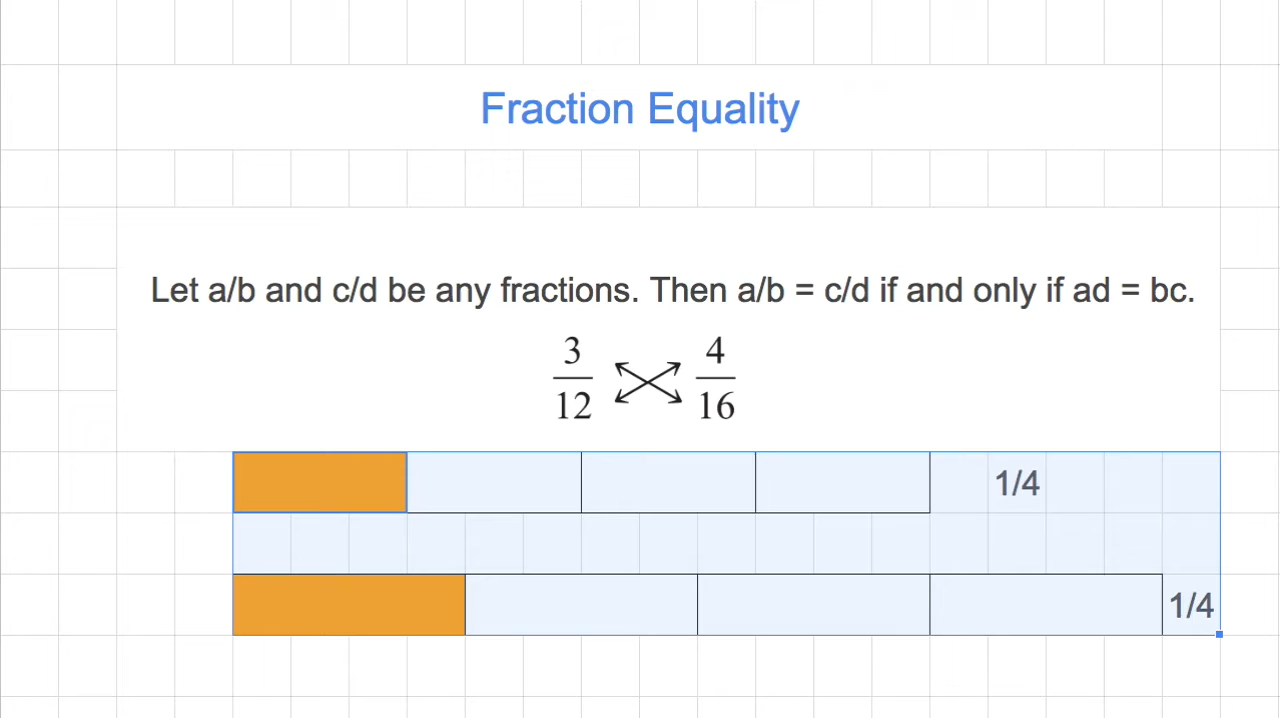 Fraction Equality
Let a/b and c/d be any fractions. Then a/b = c/d if and only if ad = bc.
3 4
12 16
1/4
1/4